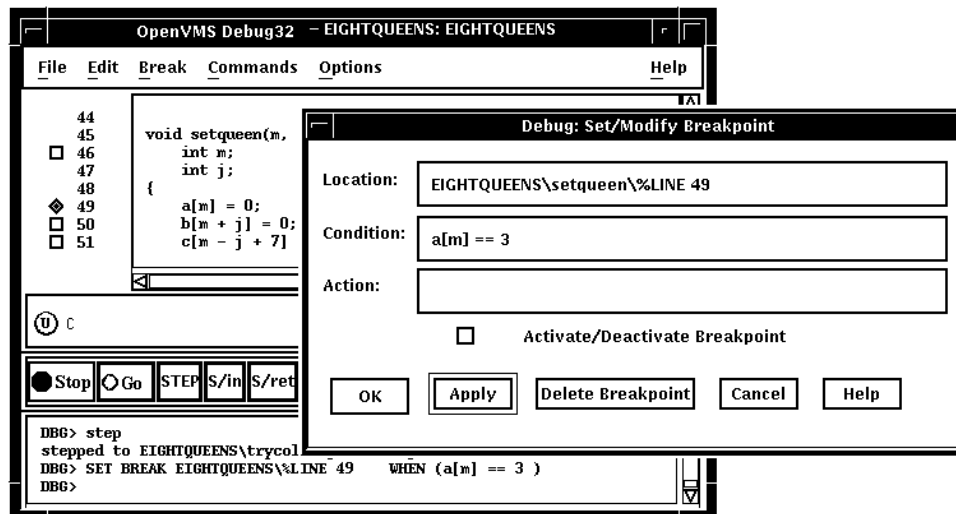 OpenVMS Debug32 - EIGHTQUEENS: EIGHTQUEENS
File Edit Break Commands Options Help
44
45 void setqueen(m,
46 int m;
47 int j;
48 {
49 a[m] = 0;
50 b[m + j] = 0;
51 c[m - j + 7]
U C
Stop Go STEP S/in S/ret
DBG> step
stepped to EIGHTQUEENS\trycol
DBG> SET BREAK EIGHTQUEENS\%LINE 49 WHEN (a[m] == 3 )
DBG>
Debug: Set/Modify Breakpoint
Location: EIGHTQUEENS\setqueen\%LINE 49
Condition: a[m] == 3
Action:
Activate/Deactivate Breakpoint
OK Apply Delete Breakpoint Cancel Help